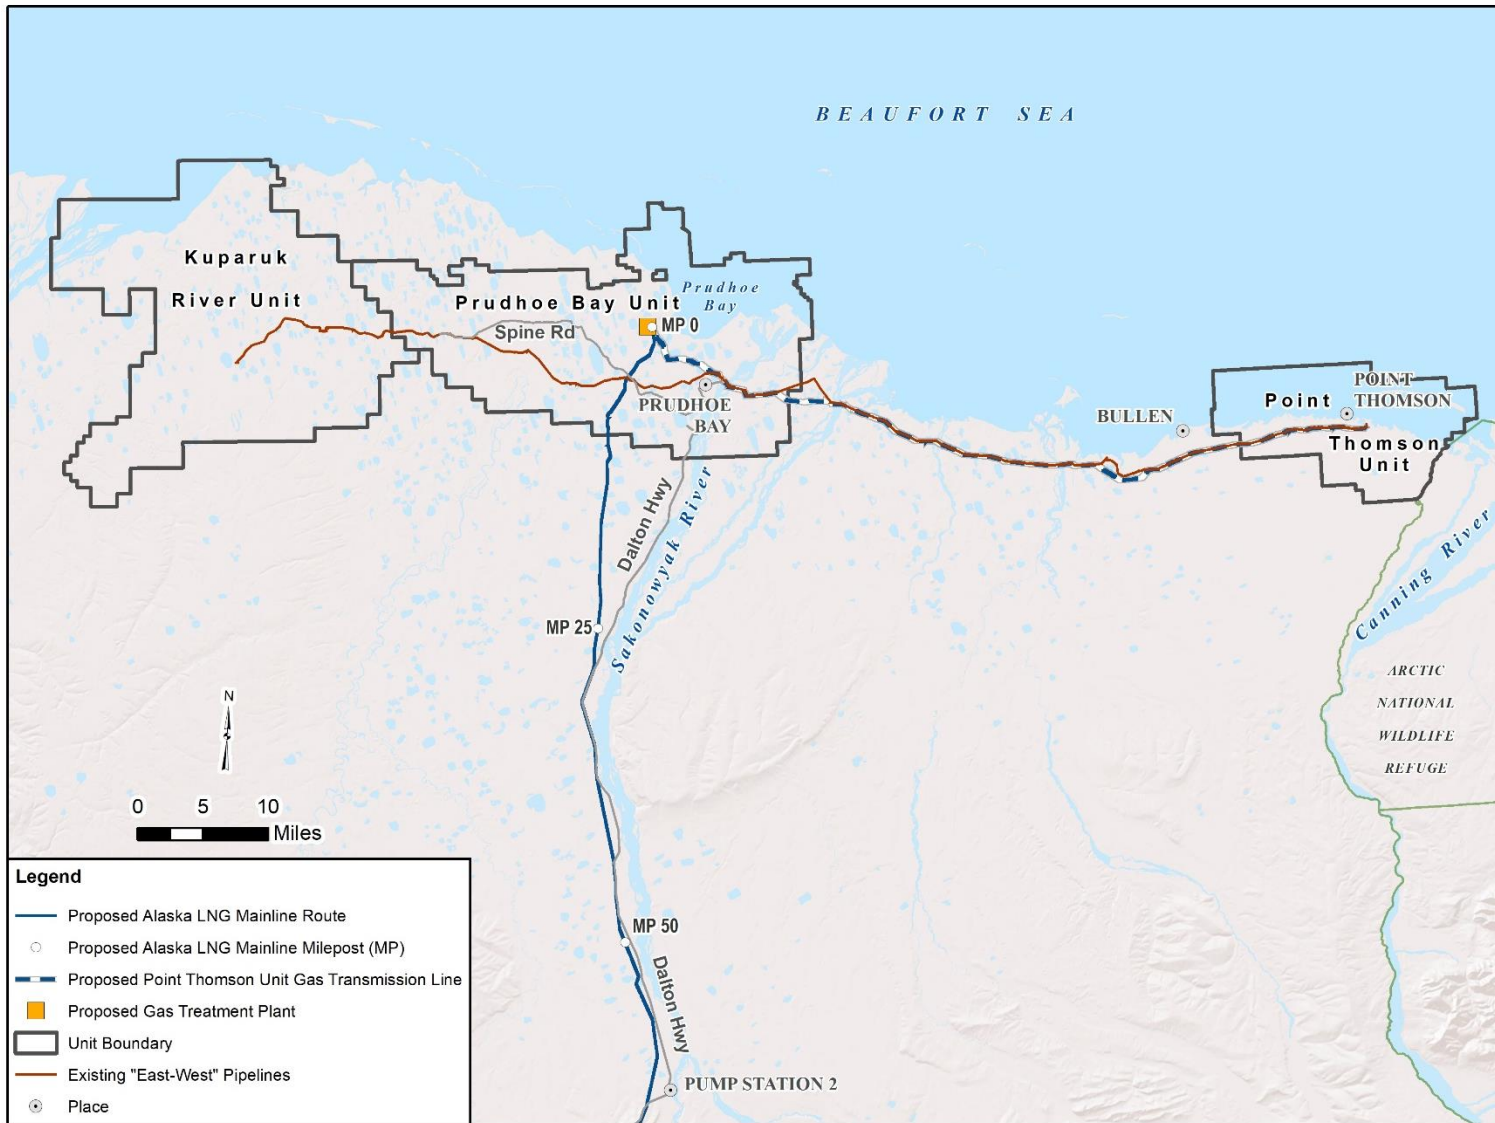 BEAUFORT SEA
Kuparuk
River Unit
Prudhoe Bay Unit
Prudhoe
Bay
Spine Rd
MP 0
PRUDHOE
BAY
POINT
THOMSON
Point
BULLEN
Thomson
Unit
Dalton Hwy
Sakonowyak River
Canning River
MP 25
ARCTIC
NATIONAL
WILDLIFE
REFUGE
N
0 5 10
Miles
MP 50
Dalton Hwy
PUMP STATION 2
Legend
Proposed Alaska LNG Mainline Route
Proposed Alaska LNG Mainline Milepost (MP)
Proposed Point Thomson Unit Gas Transmission Line
Proposed Gas Treatment Plant
Unit Boundary
Existing "East-West" Pipelines
Place